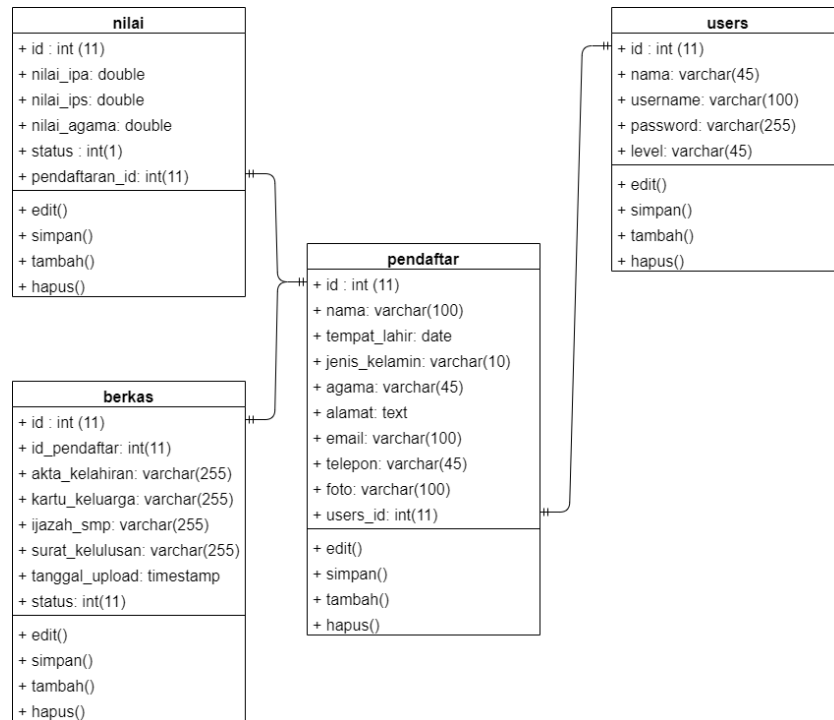 nilai
+ id : int (11)
+ nilai_ipa: double
+ nilai_ips: double
+ nilai_agama: double
+ status : int(1)
+ pendaftaran_id: int(11)
+ edit()
+ simpan()
+ tambah()
+ hapus()
users
+ id : int (11)
+ nama: varchar(45)
+ username: varchar(100)
+ password: varchar(255)
+ level: varchar(45)
+ edit()
+ simpan()
+ tambah()
+ hapus()
pendaftar
+ id : int (11)
+ nama: varchar(100)
+ tempat_lahir: date
+ jenis_kelamin: varchar(10)
+ agama: varchar(45)
+ alamat: text
+ email: varchar(100)
+ telepon: varchar(45)
+ foto: varchar(100)
+ users_id: int(11)
+ edit()
+ simpan()
+ tambah()
+ hapus()
berkas
+ id : int (11)
+ id_pendaftar: int(11)
+ akta_kelahiran: varchar(255)
+ kartu_keluarga: varchar(255)
+ ijazah_smp: varchar(255)
+ surat_kelulusan: varchar(255)
+ tanggal_upload: timestamp
+ status: int(11)
+ edit()
+ simpan()
+ tambah()
+ hapus()